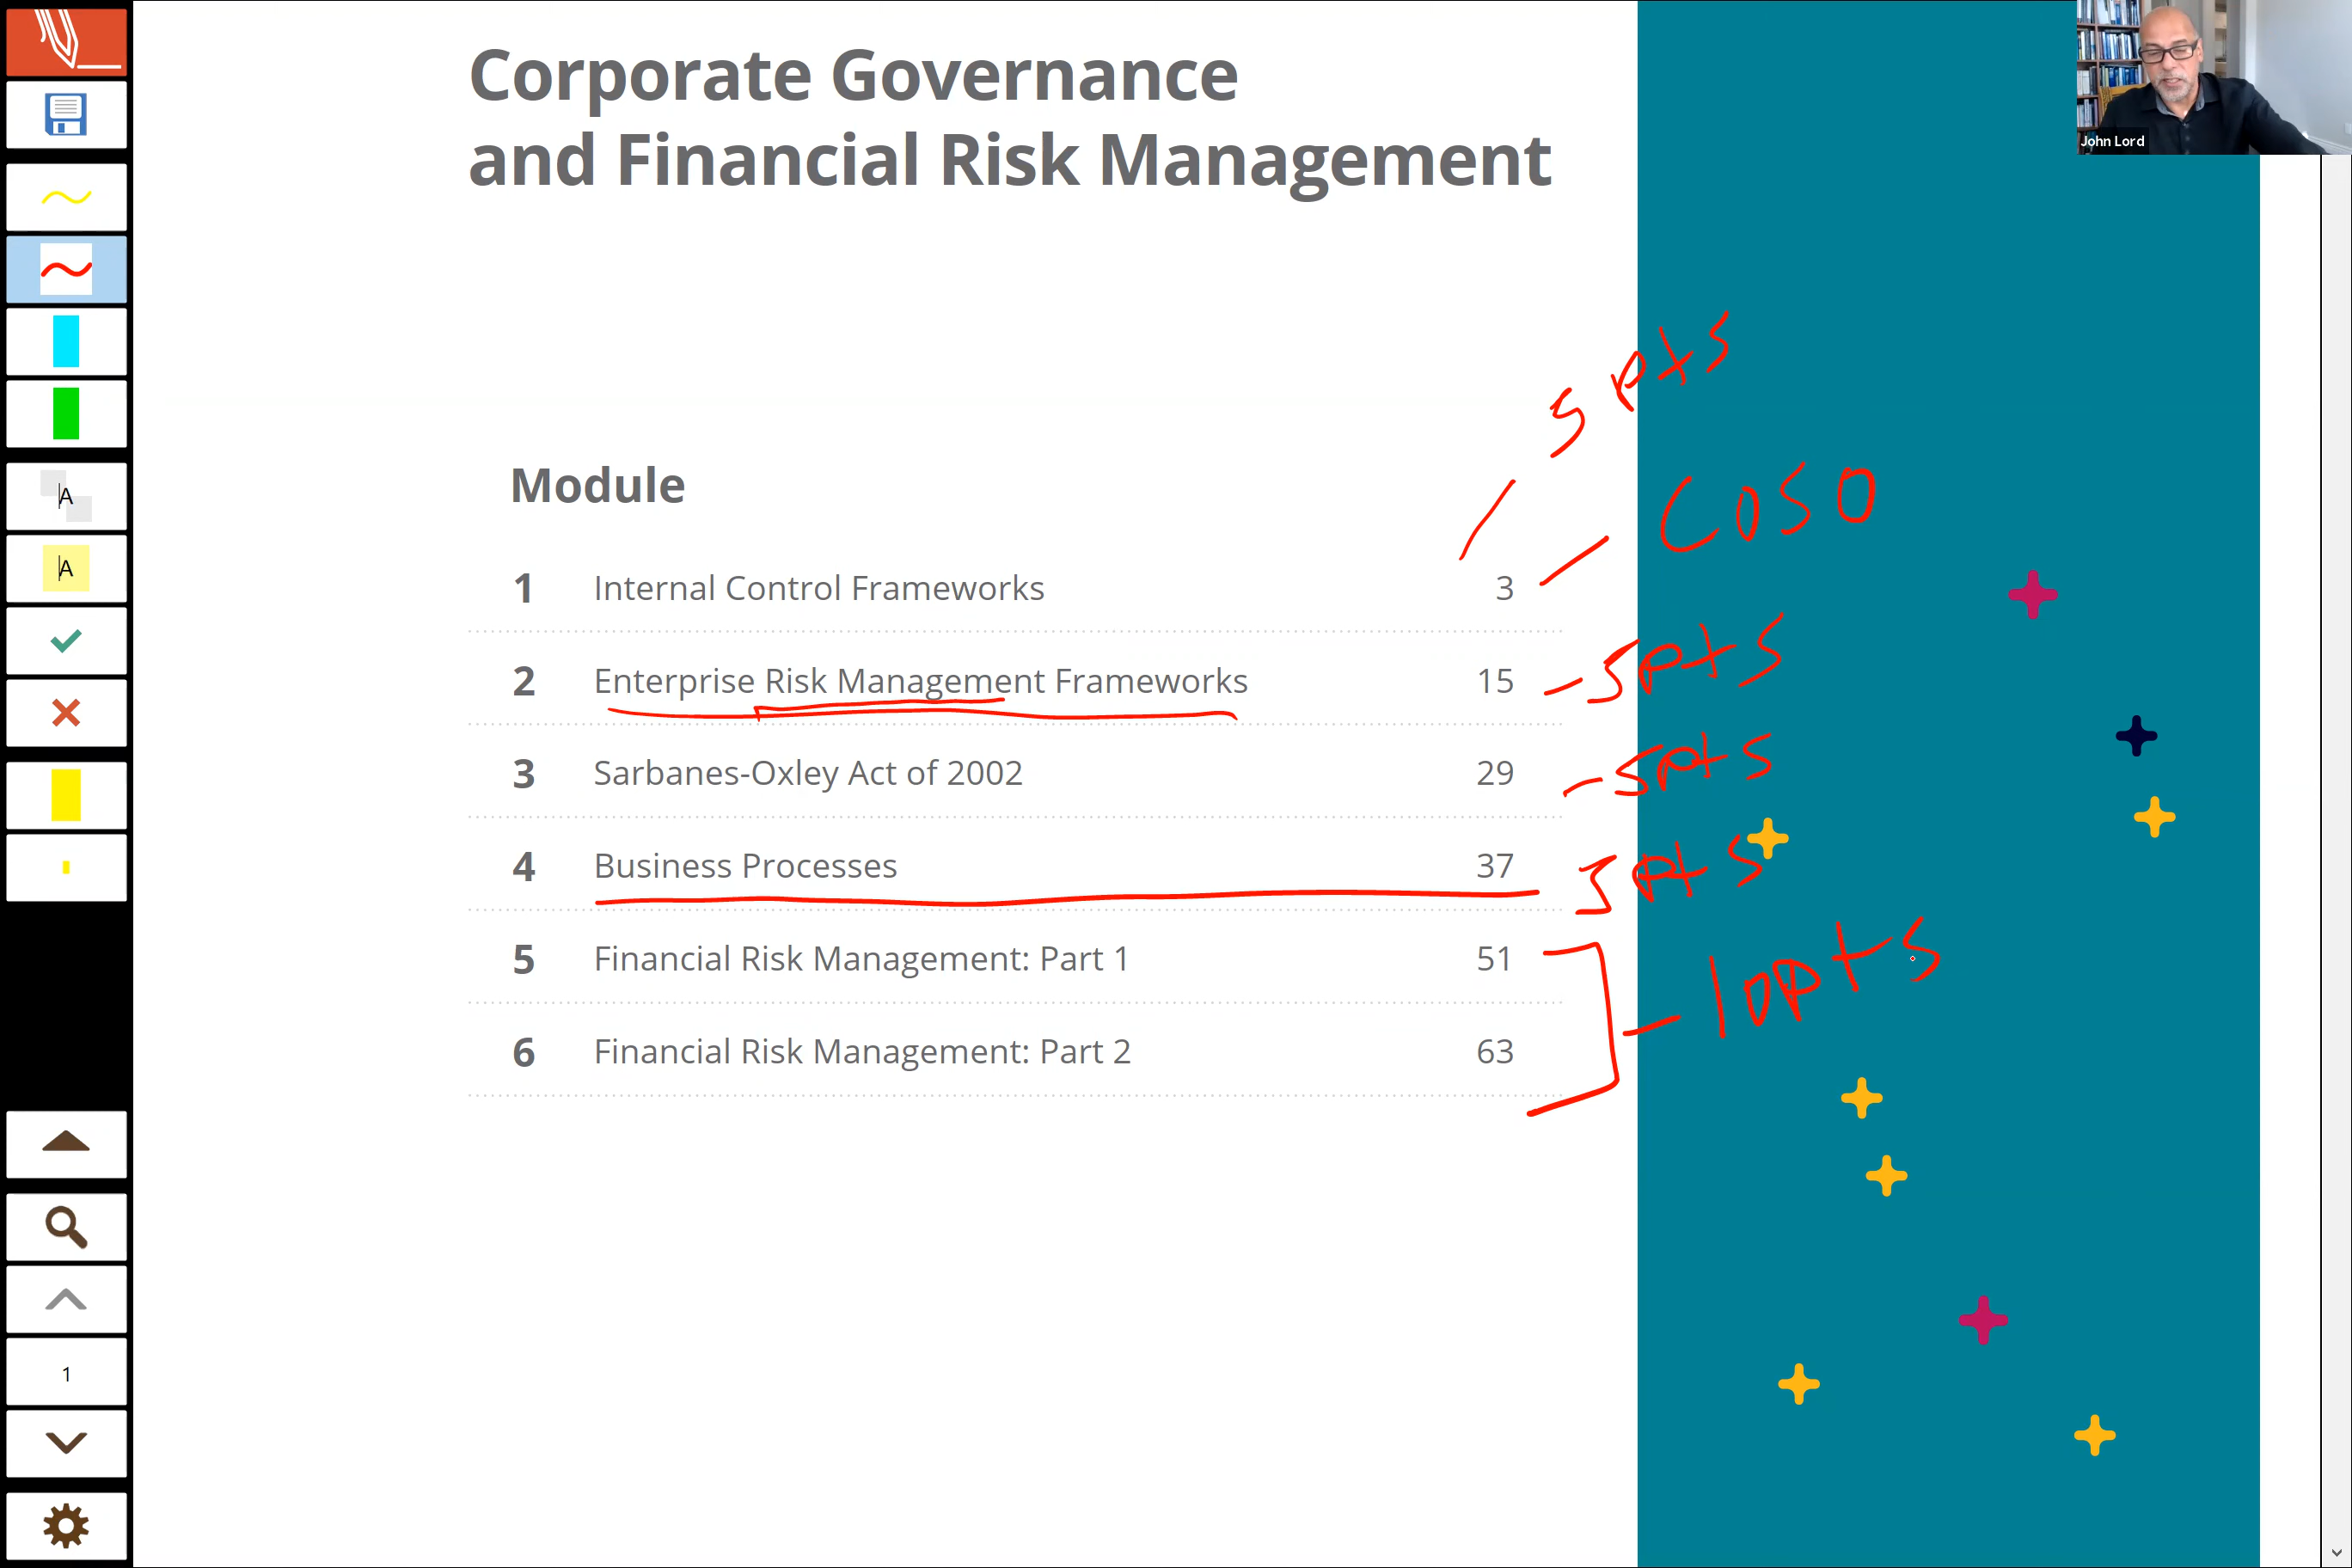 Corporate Governance
and Financial Risk Management
John Lord
5 pts
Module
COSO
1 Internal Control Frameworks 3
2 Enterprise Risk Management Frameworks 15 - 5pts
3 Sarbanes-Oxley Act of 2002 29 - 5pts
4 Business Processes 37 5pts
5 Financial Risk Management: Part 1 51
- 10pts
6 Financial Risk Management: Part 2 63
A
A
1